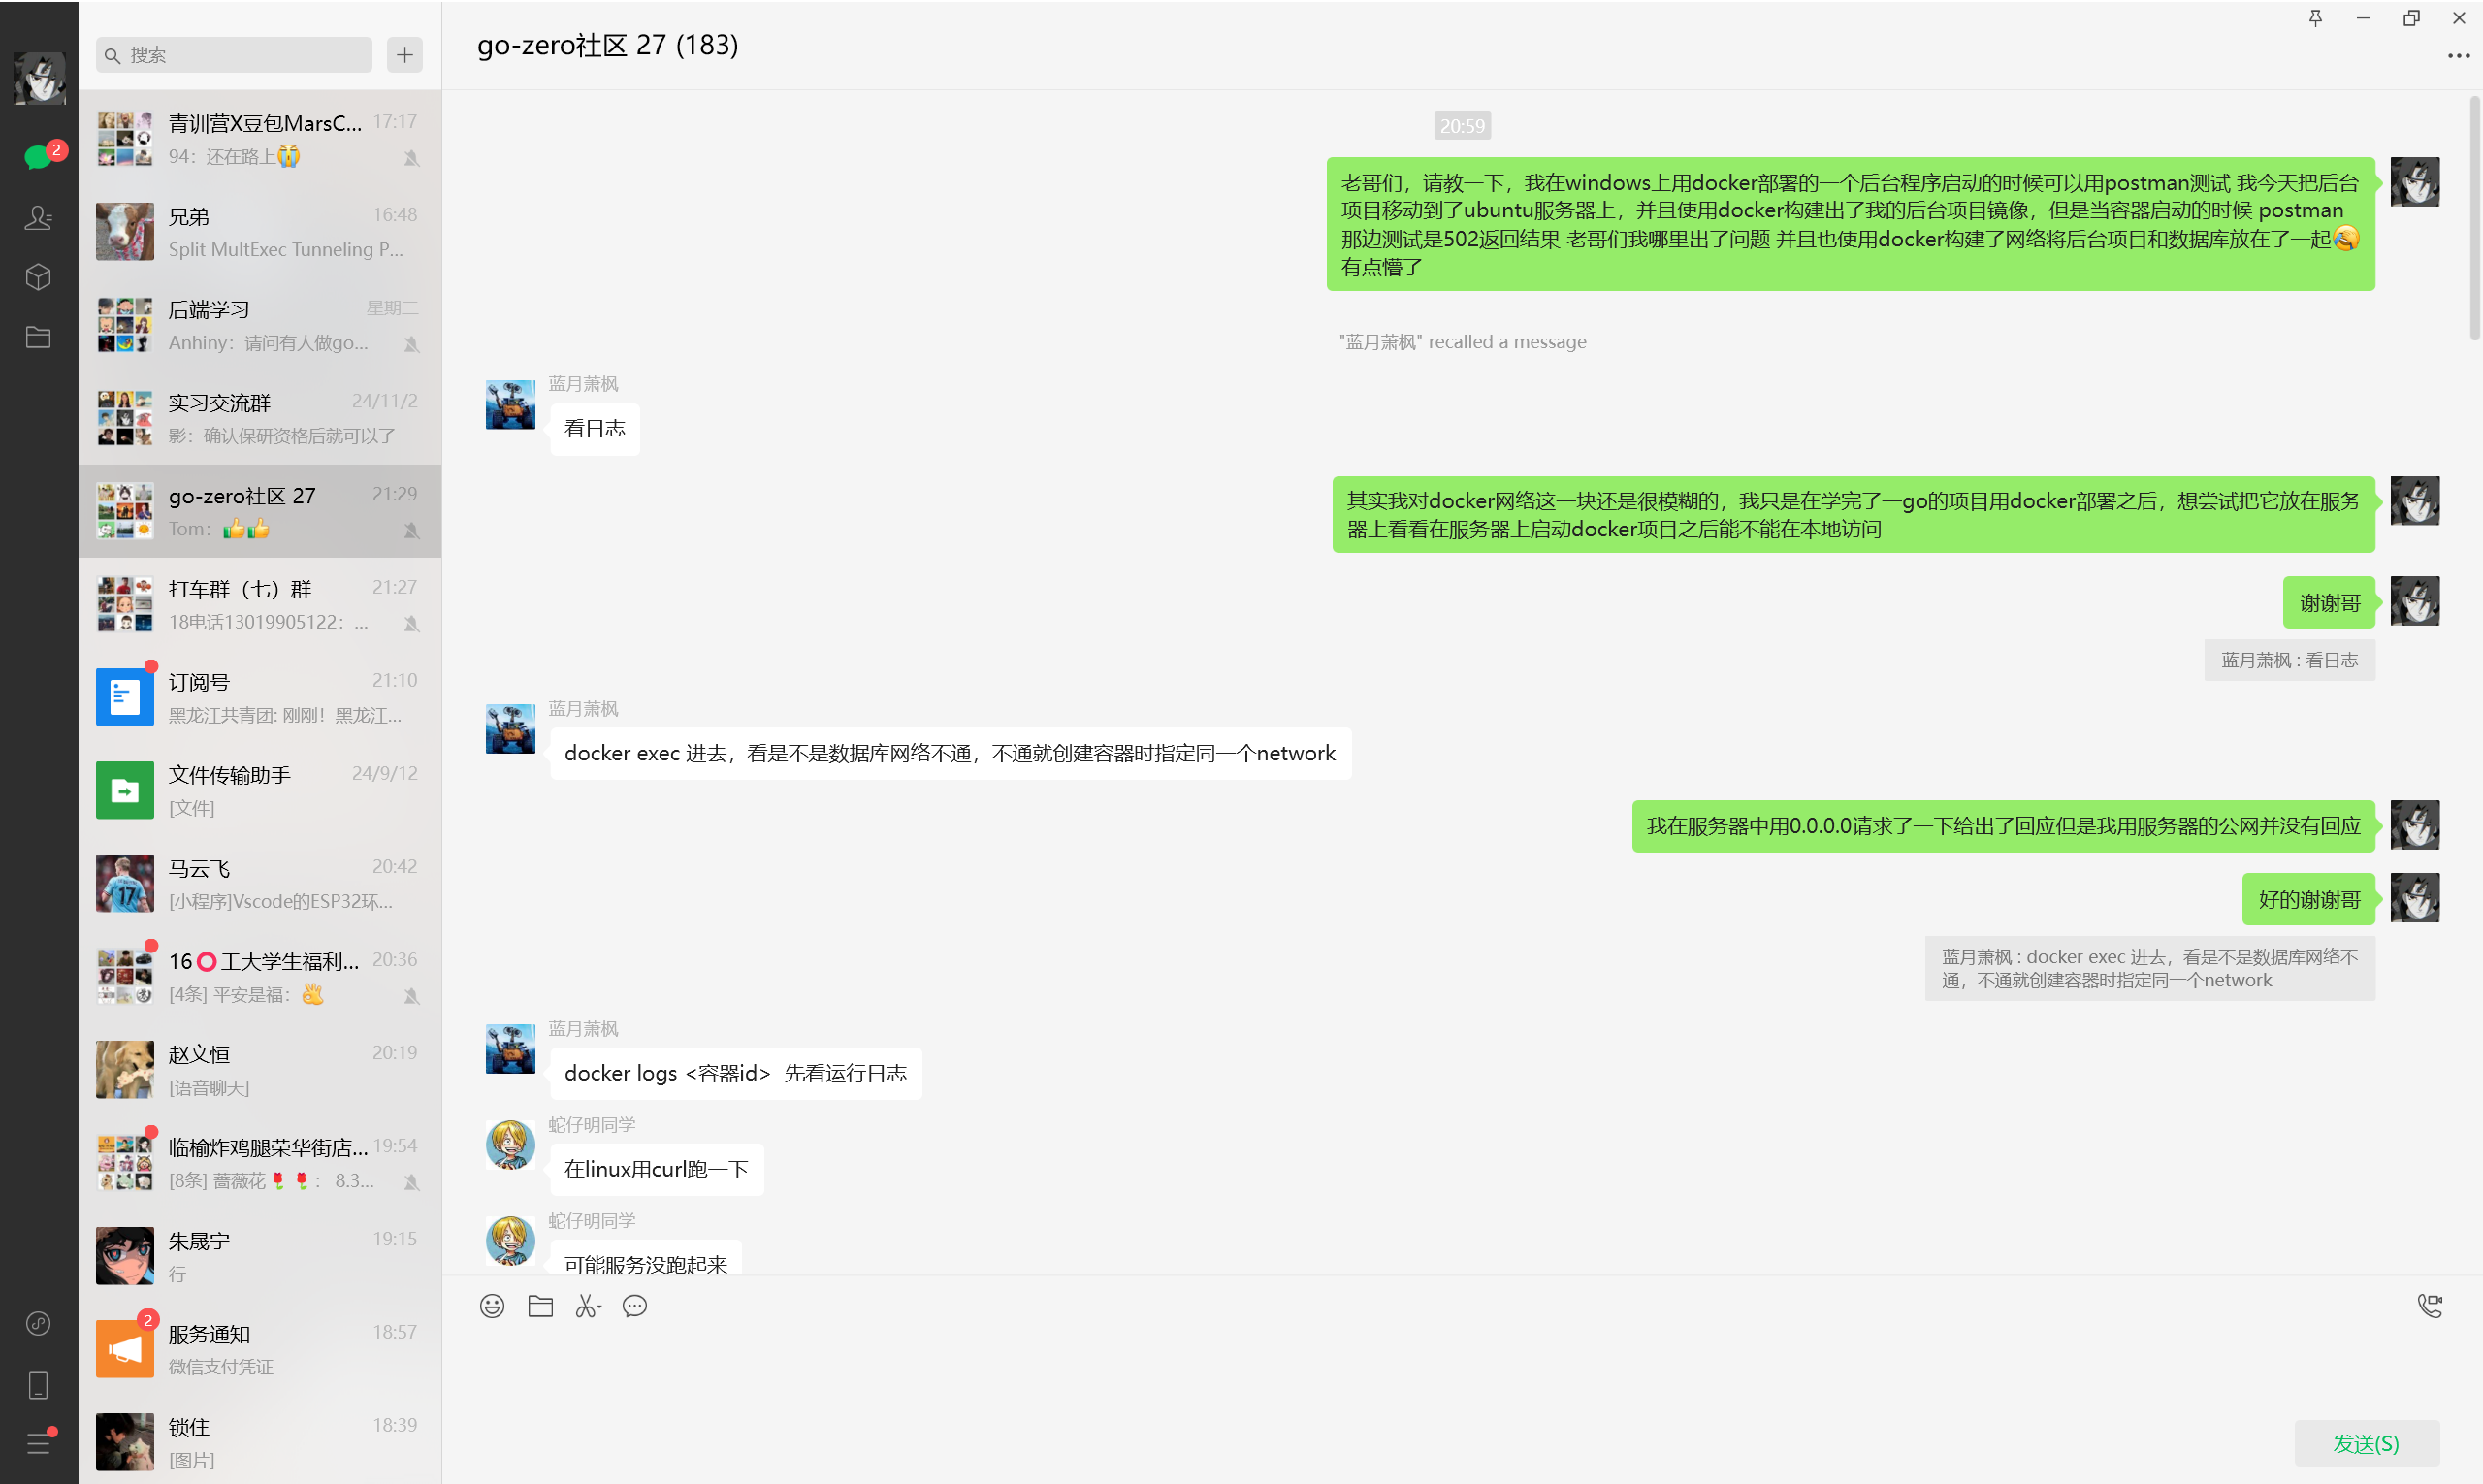 搜索
2
青训营X豆包MarsC...
17:17
94：还在路上
兄弟
16:48
Split MultExec Tunneling P...
后端学习
星期二
Anhiny：请问有人做go...
实习交流群
24/11/2
影：确认保研资格后就可以了
go-zero社区 27
21:29
Tom：👍👍
打车群（七）群
21:27
18电话13019905122：...
订阅号
21:10
黑龙江共青团: 刚刚！黑龙江...
文件传输助手
24/9/12
[文件]
马云飞
20:42
[小程序]Vscode的ESP32环...
16⭕工大学生福利...
20:36
[4条] 平安是福：👌
赵文恒
20:19
[语音聊天]
临榆炸鸡腿荣华街店...
19:54
[8条] 蔷薇花🌷🌷： 8.3...
朱晟宁
19:15
行
2
服务通知
18:57
微信支付凭证
锁住
18:39
[图片]
go-zero社区 27 (183)
20:59
老哥们，请教一下，我在windows上用docker部署的一个后台程序启动的时候可以用postman测试 我今天把后台
项目移动到了ubuntu服务器上，并且使用docker构建出了我的后台项目镜像，但是当容器启动的时候 postman
那边测试是502返回结果 老哥们我哪里出了问题 并且也使用docker构建了网络将后台项目和数据库放在了一起
有点懵了
"蓝月萧枫" recalled a message
蓝月萧枫
看日志
其实我对docker网络这一块还是很模糊的，我只是在学完了一go的项目用docker部署之后，想尝试把它放在服务
器上看看在服务器上启动docker项目之后能不能在本地访问
谢谢哥
蓝月萧枫 : 看日志
蓝月萧枫
docker exec 进去，看是不是数据库网络不通，不通就创建容器时指定同一个network
我在服务器中用0.0.0.0请求了一下给出了回应但是我用服务器的公网并没有回应
好的谢谢哥
蓝月萧枫 : docker exec 进去，看是不是数据库网络不
通，不通就创建容器时指定同一个network
蓝月萧枫
docker logs <容器id>  先看运行日志
蛇仔明同学
在linux用curl跑一下
蛇仔明同学
可能服务没跑起来
发送(S)